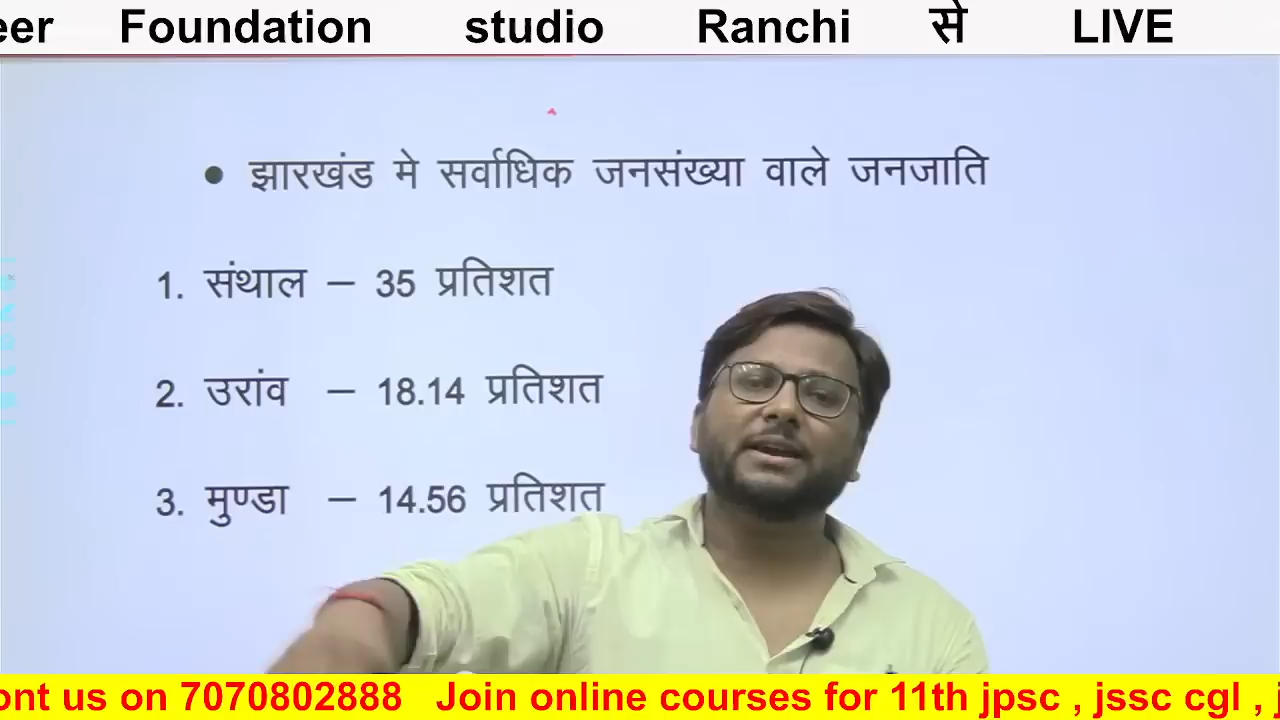 eer Foundation studio Ranchi से LIVE
• झारखंड मे सर्वाधिक जनसंख्या वाले जनजाति
1. संथाल – 35 प्रतिशत
2. उरांव – 18.14 प्रतिशत
3. मुण्डा – 14.56 प्रतिशत
ont us on 7070802888 Join online courses for 11th jpsc , jssc cgl , j